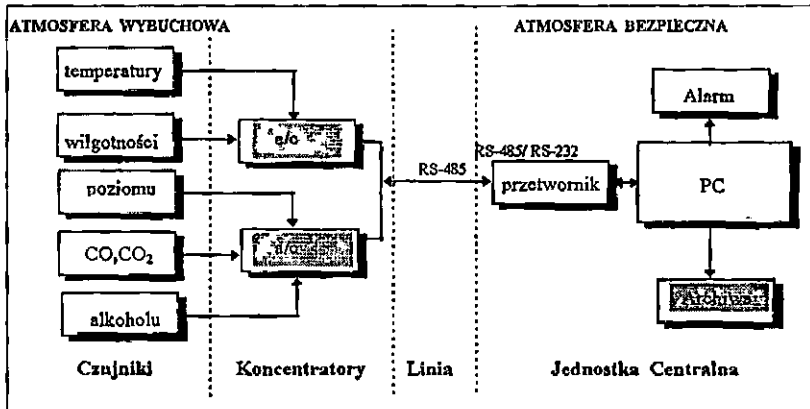 ATMOSFERA WYBUCHOWA
ATMOSFERA BEZPIECZNA
temperatury
wilgotności
poziomu
CO,CO₂
alkoholu
a/c
a/c
RS-485
RS-485/ RS-232
przetwornik
PC
Alarm
Archiwa
Czujniki
Koncentratory
Linia
Jednostka Centralna